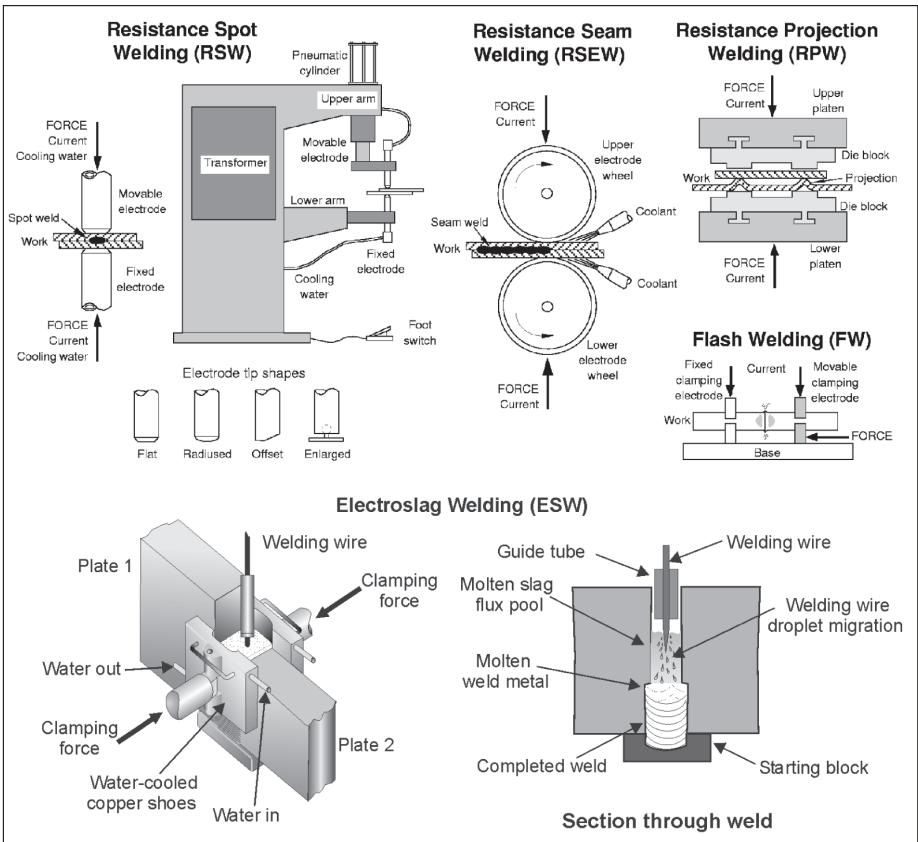 Resistance Spot
Welding (RSW)
FORCE
Current
Cooling water
Movable
electrode
Spot weld
Work
Fixed
electrode
FORCE
Current
Cooling water
Pneumatic
cylinder
Upper arm
Movable
electrode
Transformer
Lower arm
Cooling
water
Fixed
electrode
Foot
switch
Electrode tip shapes
Flat
Radiused
Offset
Enlarged
Resistance Seam
Welding (RSEW)
FORCE
Current
Upper
electrode
wheel
Seam weld
Work
Coolant
Coolant
Lower
electrode
wheel
FORCE
Current
Resistance Projection
Welding (RPW)
FORCE
Current
Upper
platen
Die block
Work
Projection
Die block
FORCE
Current
Lower
platen
Flash Welding (FW)
Fixed
clamping
electrode
Current
Movable
clamping
electrode
Work
FORCE
Base
Electroslag Welding (ESW)
Plate 1
Welding wire
Clamping
force
Water out
Clamping
force
Water-cooled
copper shoes
Water in
Plate 2
Guide tube
Welding wire
Molten slag
flux pool
Welding wire
droplet migration
Molten
weld metal
Completed weld
Starting block
Section through weld